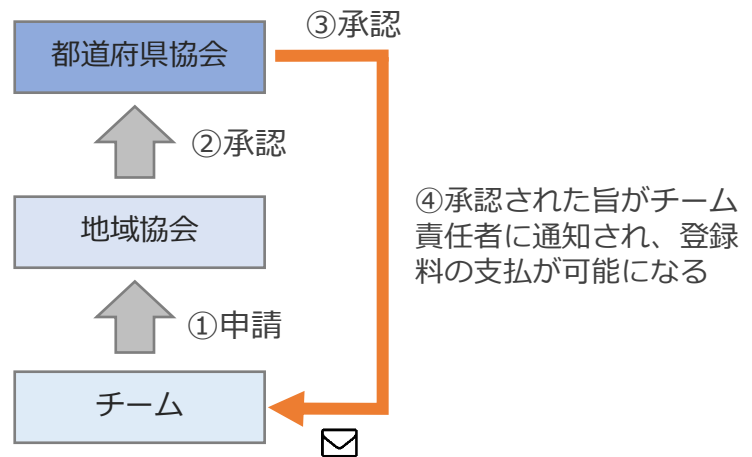 ③承認
都道府県協会
②承認
④承認された旨がチーム
責任者に通知され、登録
料の支払が可能になる
地域協会
①申請
チーム